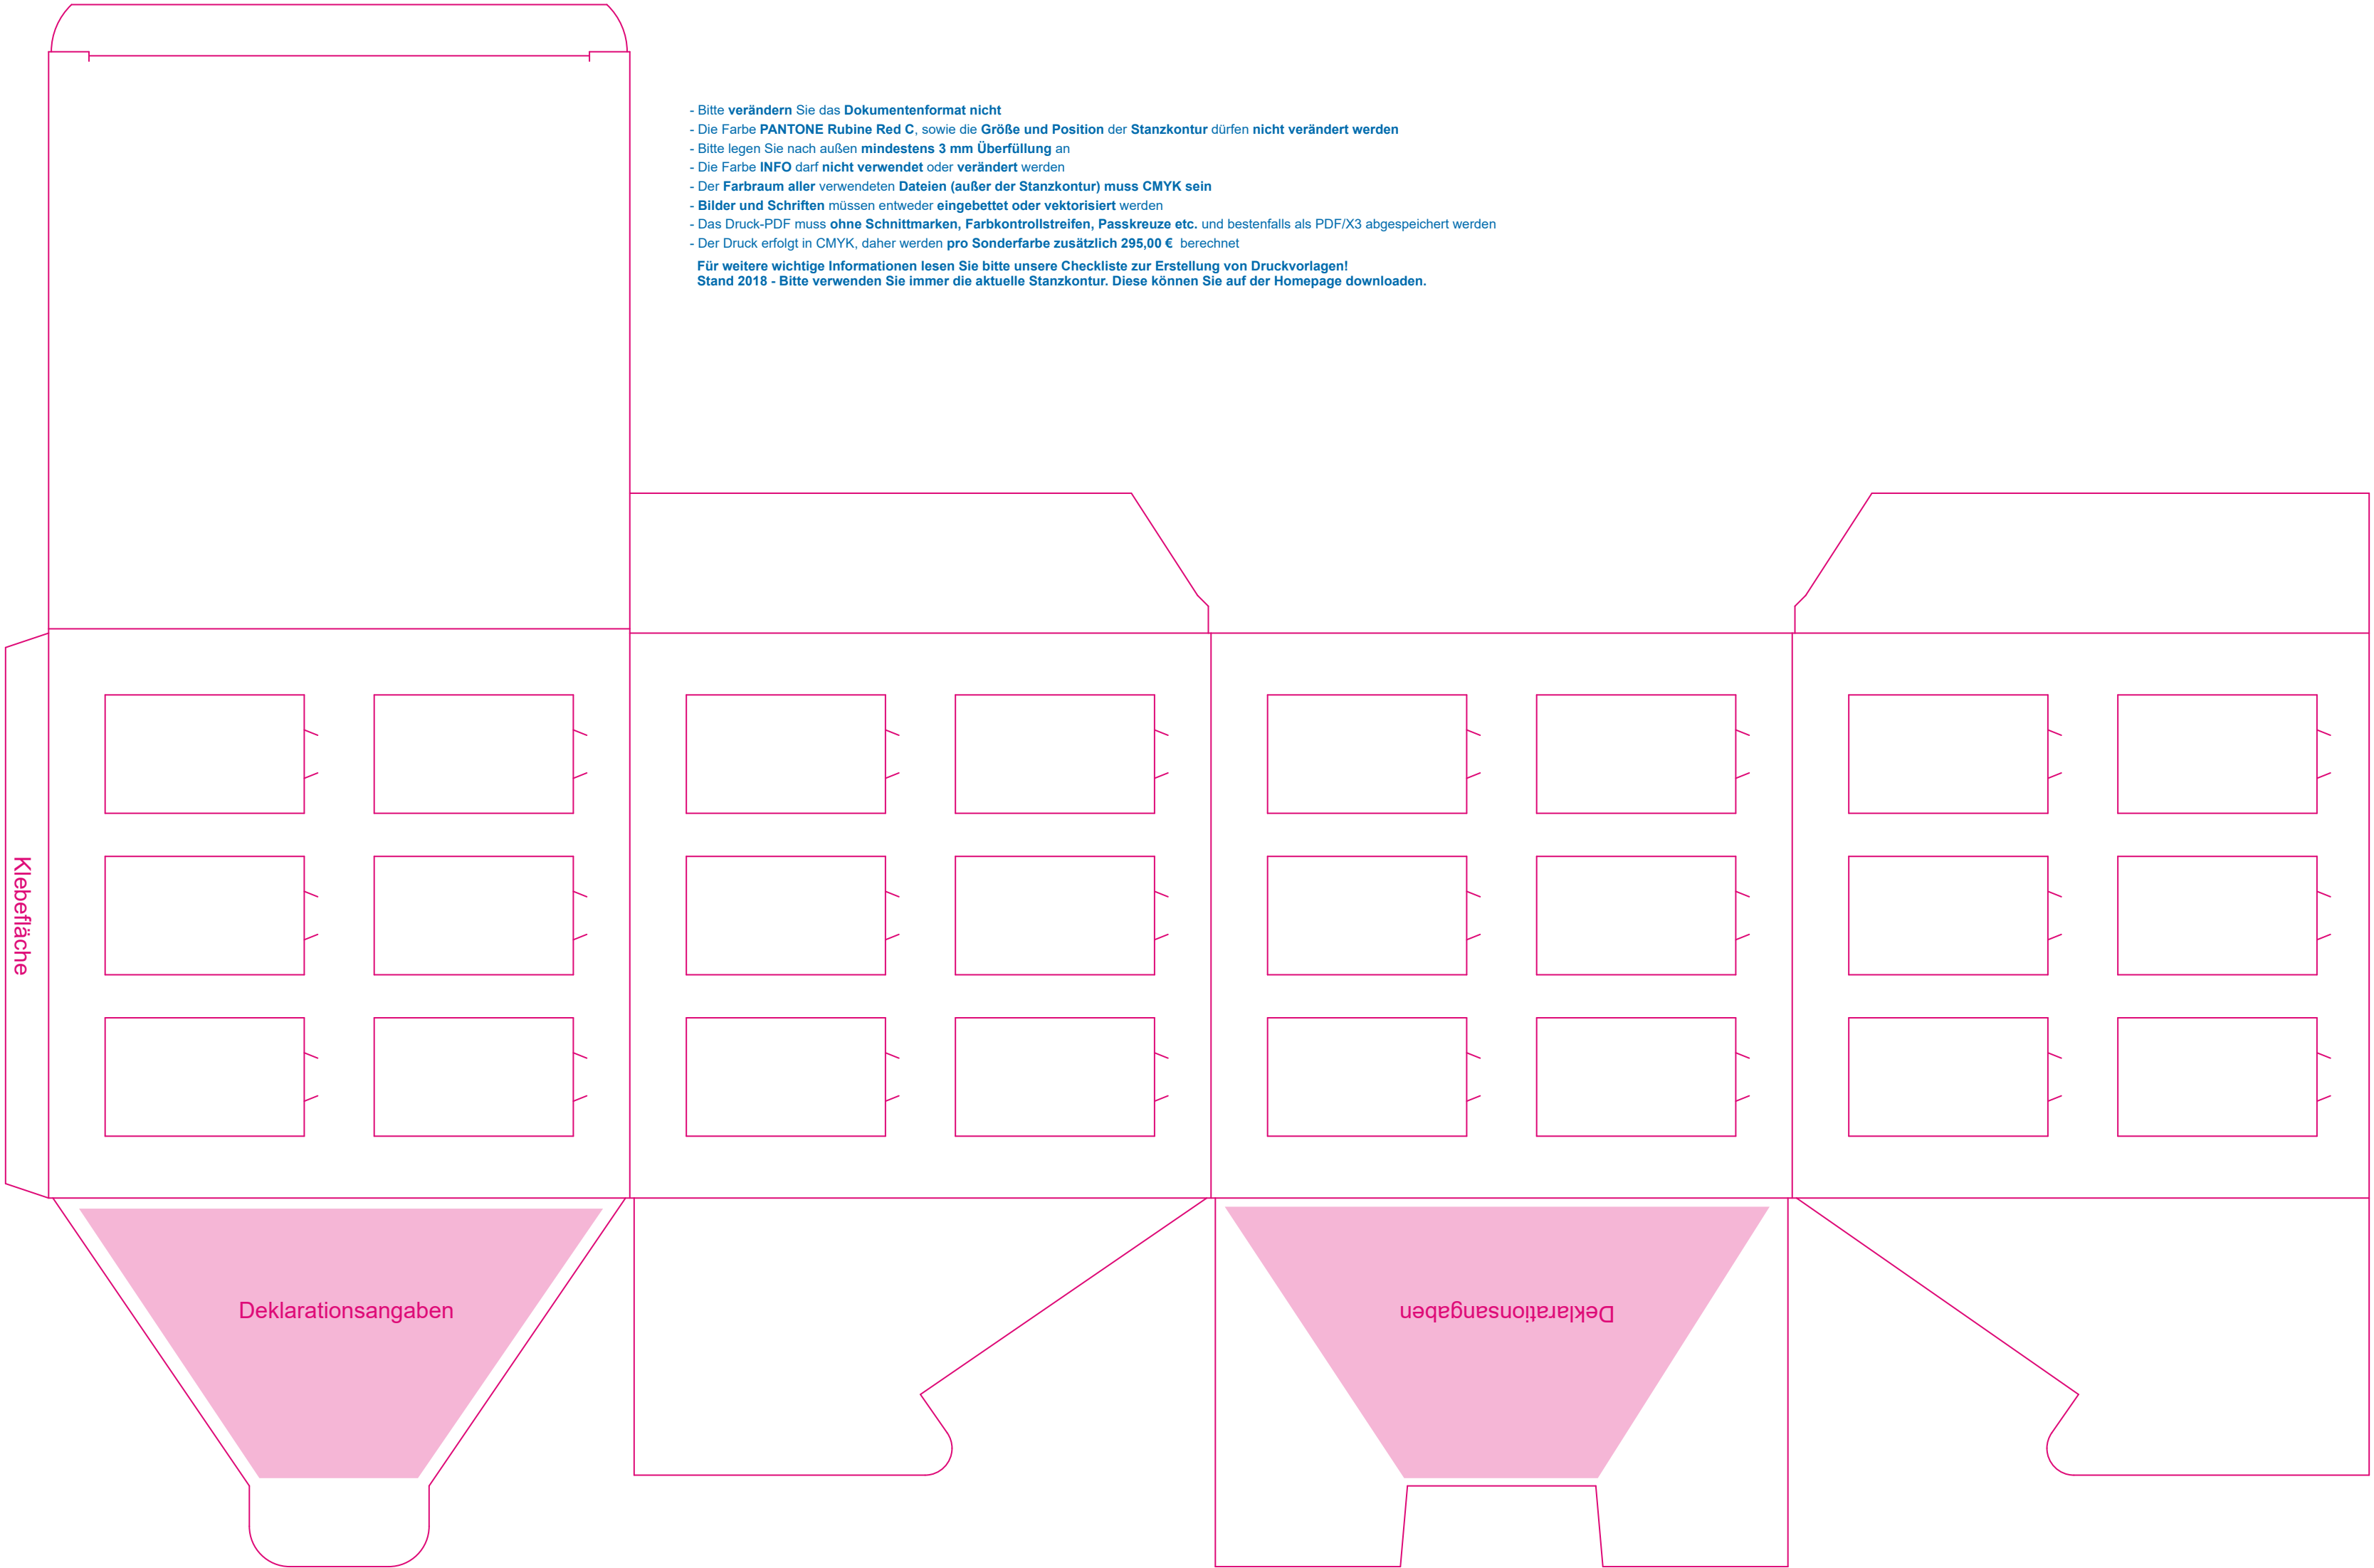 - Bitte verändern Sie das Dokumentenformat nicht
- Die Farbe PANTONE Rubine Red C, sowie die Größe und Position der Stanzkontur dürfen nicht verändert werden
- Bitte legen Sie nach außen mindestens 3 mm Überfüllung an
- Die Farbe INFO darf nicht verwendet oder verändert werden
- Der Farbraum aller verwendeten Dateien (außer der Stanzkontur) muss CMYK sein
- Bilder und Schriften müssen entweder eingebettet oder vektorisiert werden
- Das Druck-PDF muss ohne Schnittmarken, Farbkontrollstreifen, Passkreuze etc. und bestenfalls als PDF/X3 abgespeichert werden
- Der Druck erfolgt in CMYK, daher werden pro Sonderfarbe zusätzlich 295,00 € berechnet
Für weitere wichtige Informationen lesen Sie bitte unsere Checkliste zur Erstellung von Druckvorlagen!
Stand 2018 - Bitte verwenden Sie immer die aktuelle Stanzkontur. Diese können Sie auf der Homepage downloaden.
Klebefläche
Deklarationsangaben
Deklarationsangaben